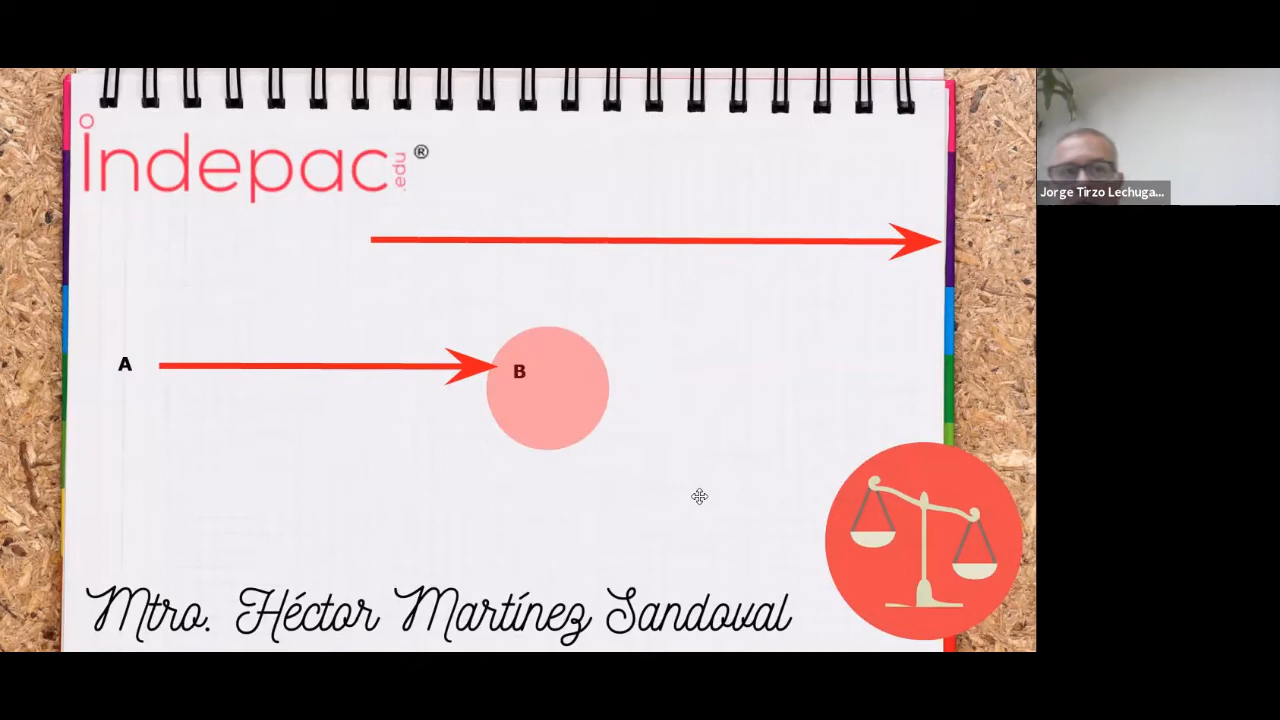 indepac.edu ®
Jorge Tirzo Lechuga...
A
B
Mtro. Héctor Martínez Sandoval